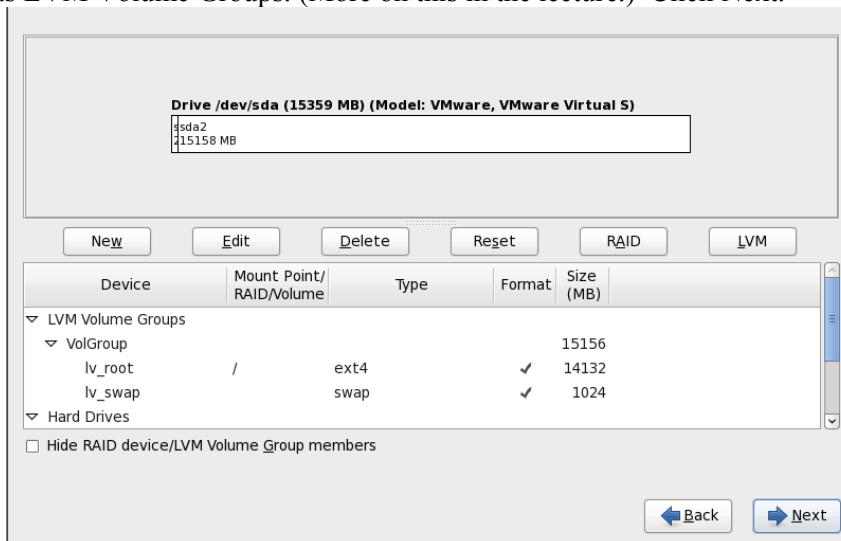 as LVM Volume Groups. (More on this in the lecture.) Click Next.
Drive /dev/sda (15359 MB) (Model: VMware, VMware Virtual S)
sda2
15158 MB
New Edit Delete Reset RAID LVM
Device Mount Point/ RAID/Volume Type Format Size (MB)
LVM Volume Groups
VolGroup 15156
lv_root / ext4 ✓ 14132
lv_swap swap ✓ 1024
Hard Drives
Hide RAID device/LVM Volume Group members
Back Next